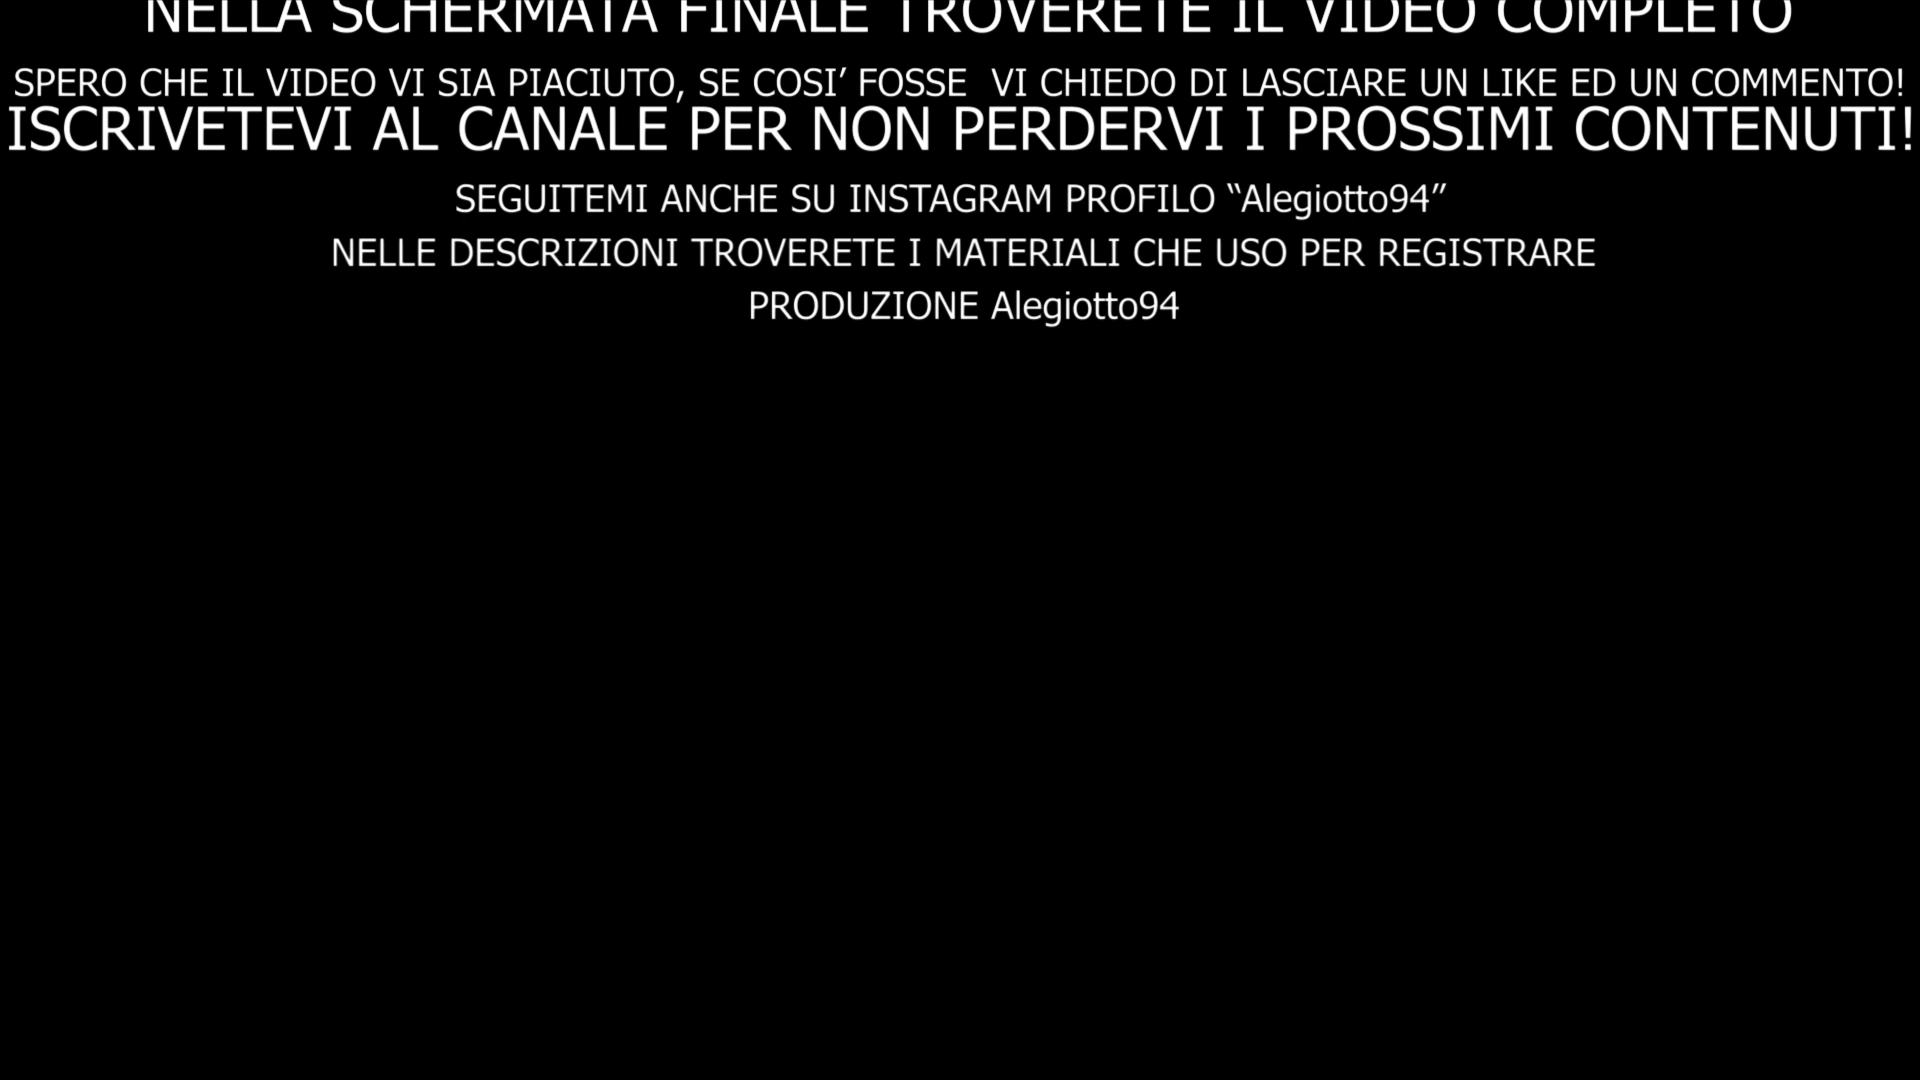 NELLA SCHERMATA FINALE TROVERETE IL VIDEO COMPLETO
SPERO CHE IL VIDEO VI SIA PIACIUTO, SE COSI’ FOSSE  VI CHIEDO DI LASCIARE UN LIKE ED UN COMMENTO!
ISCRIVETEVI AL CANALE PER NON PERDERVI I PROSSIMI CONTENUTI!
SEGUITEMI ANCHE SU INSTAGRAM PROFILO “Alegiotto94”
NELLE DESCRIZIONI TROVERETE I MATERIALI CHE USO PER REGISTRARE
PRODUZIONE Alegiotto94